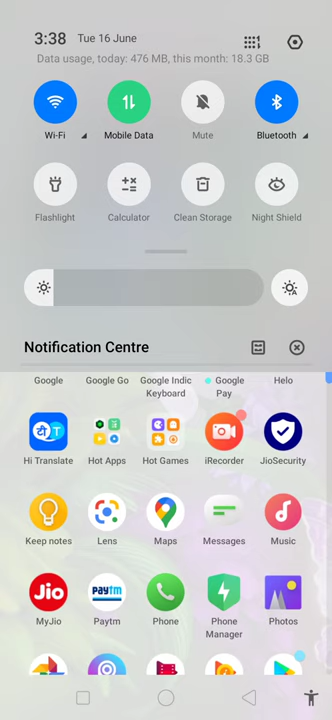 3:38 Tue 16 June
Data usage, today: 476 MB, this month: 18.3 GB
Wi-Fi Mobile Data Mute Bluetooth
Flashlight Calculator Clean Storage Night Shield
A
Notification Centre
Google Google Go Google Indic Keyboard Google Pay Helo
Hi Translate Hot Apps Hot Games iRecorder JioSecurity
Keep notes Lens Maps Messages Music
Jio paytm
MyJio Paytm Phone Phone Manager Photos